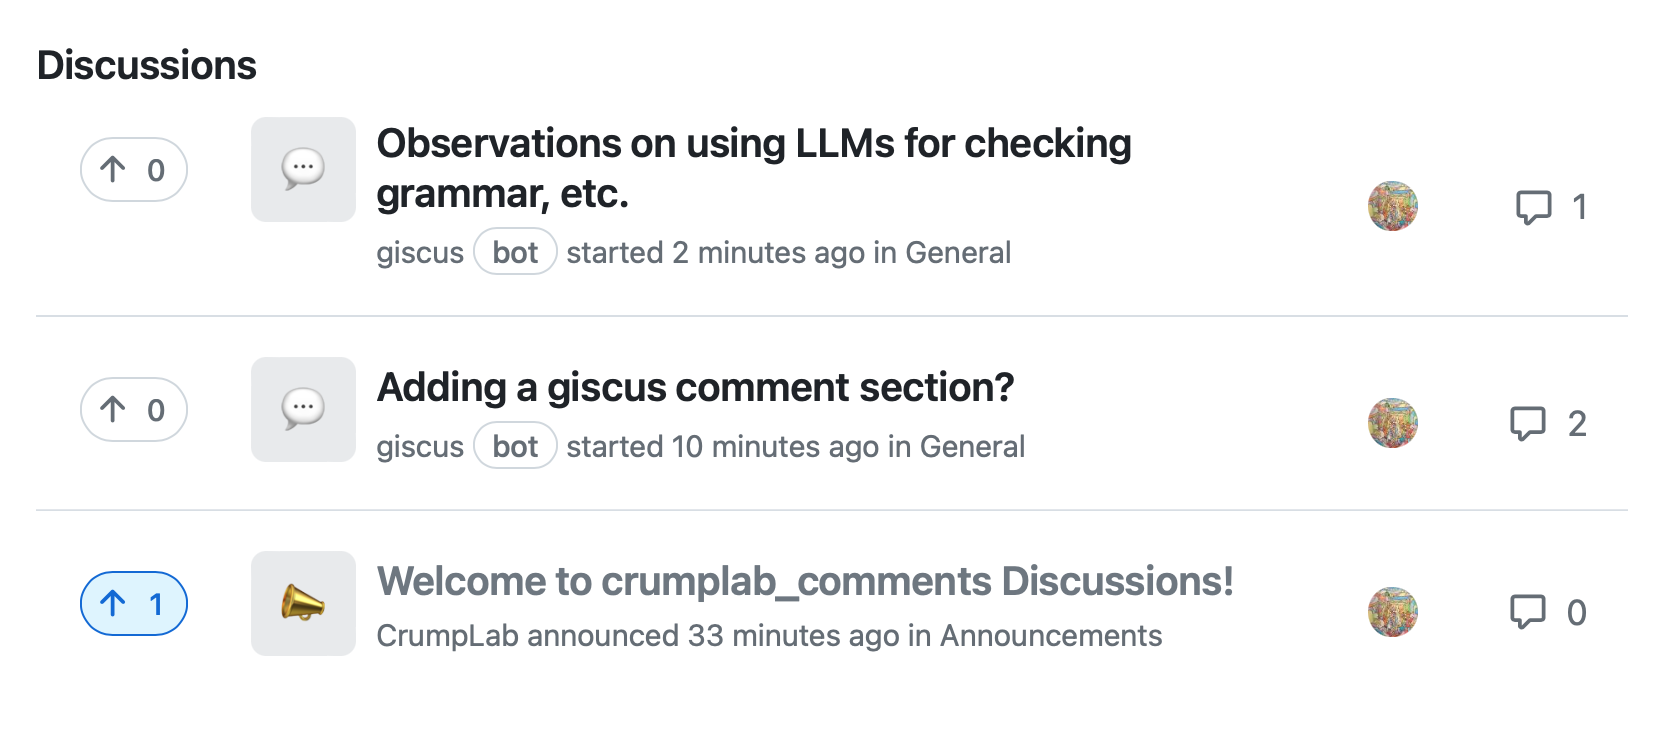 Discussions
0
Observations on using LLMs for checking
grammar, etc.
giscus bot started 2 minutes ago in General
1
0
Adding a giscus comment section?
giscus bot started 10 minutes ago in General
2
1
Welcome to crumplab_comments Discussions!
CrumpLab announced 33 minutes ago in Announcements
0